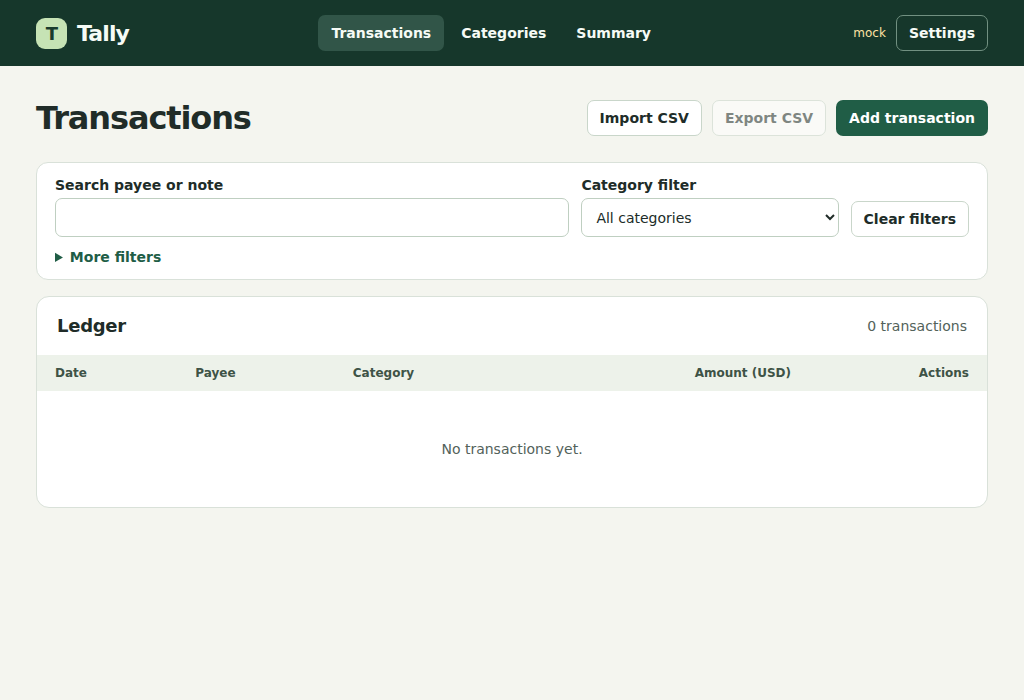 T Tally Transactions Categories Summary mock Settings
Transactions Import CSV Export CSV Add transaction
Search payee or note Category filter
All categories Clear filters
More filters
Ledger 0 transactions
Date Payee Category Amount (USD) Actions
No transactions yet.